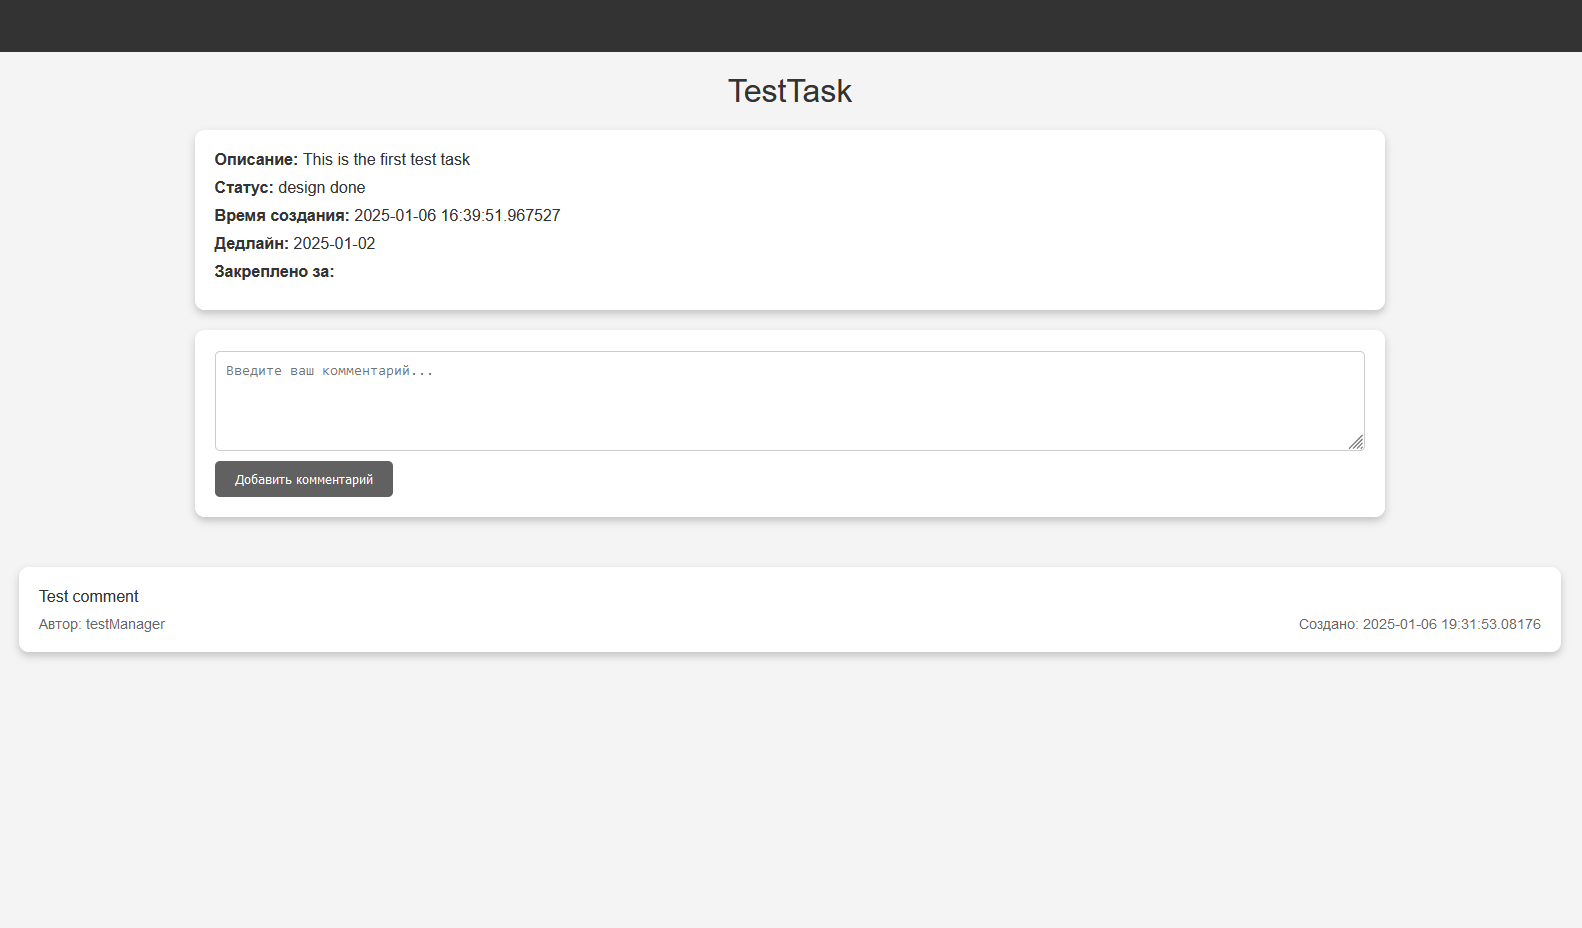 TestTask
Описание: This is the first test task
Статус: design done
Время создания: 2025-01-06 16:39:51.967527
Дедлайн: 2025-01-02
Закреплено за:
Введите ваш комментарий...
Добавить комментарий
Test comment
Автор: testManager Создано: 2025-01-06 19:31:53.08176